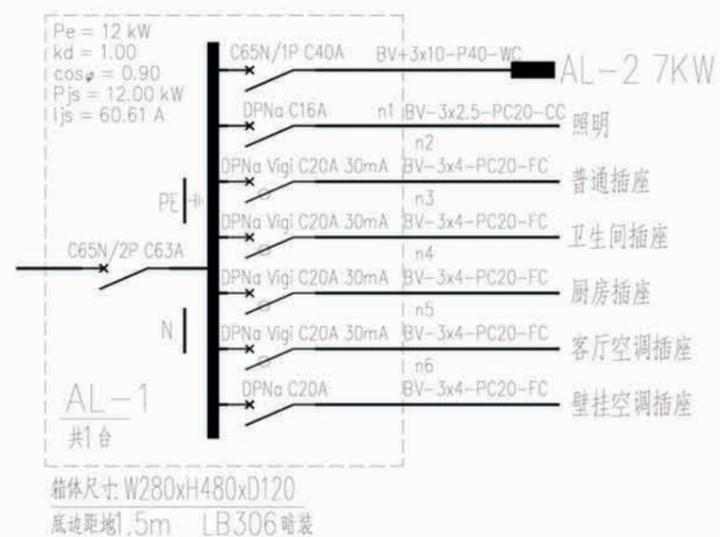 Pe = 12 kW
kd = 1.00
cosφ = 0.90
Pjs = 12.00 kW
Ijs = 60.61 A
C65N/1P C40A BV+3x10-P40-WC AL-2 7KW
DPNa C16A n1 BV-3x2.5-PC20-CC 照明
n2
DPNa Vigi C20A 30mA BV-3x4-PC20-FC 普通插座
PE
n3
DPNa Vigi C20A 30mA BV-3x4-PC20-FC 卫生间插座
C65N/2P C63A
n4
DPNa Vigi C20A 30mA BV-3x4-PC20-FC 厨房插座
n5
N
DPNa Vigi C20A 30mA BV-3x4-PC20-FC 客厅空调插座
n6
DPNa C20A BV-3x4-PC20-FC 壁挂空调插座
AL-1
共1台
箱体尺寸: W280xH480xD120
底边距地1.5m LB306暗装